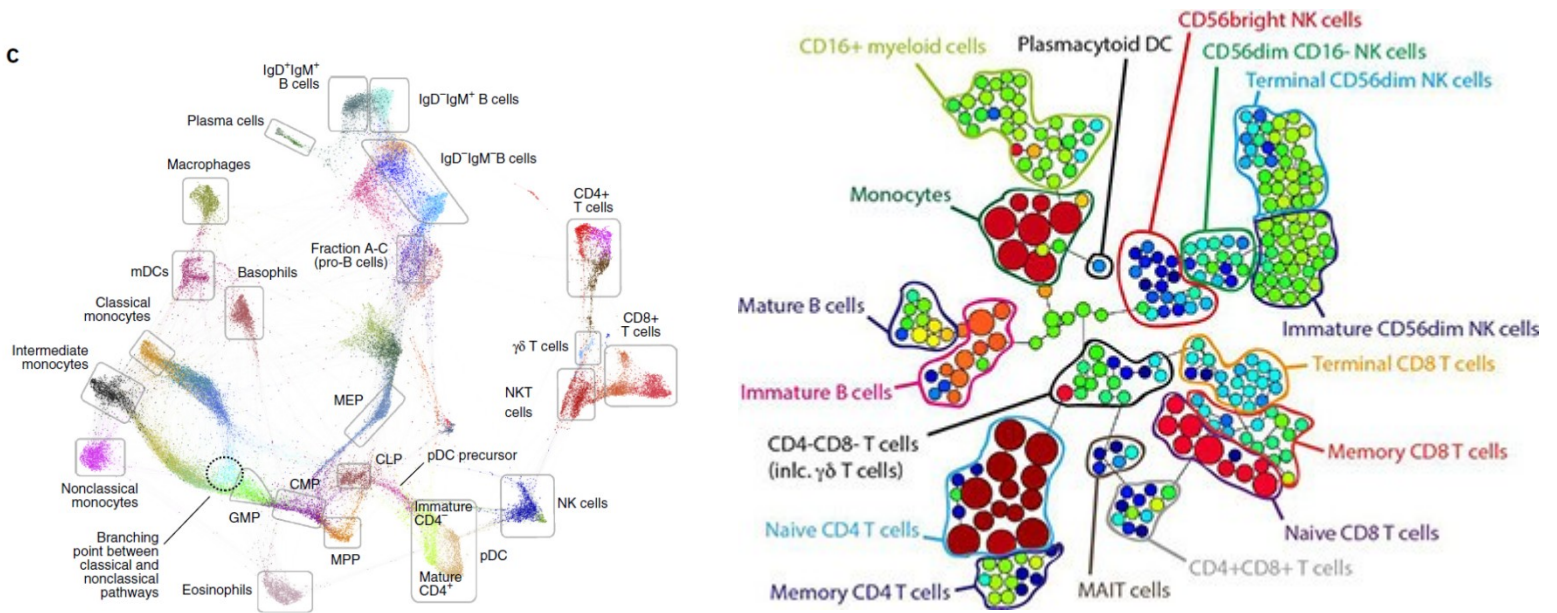 c
IgD⁺IgM⁺
B cells
IgD⁻IgM⁺ B cells
Plasma cells
IgD⁻IgM⁻B cells
Macrophages
CD4+
T cells
Fraction A-C
(pro-B cells)
mDCs
Basophils
Classical
monocytes
CD8+
T cells
γδ T cells
Intermediate
monocytes
NKT
cells
MEP
CLP
pDC precursor
CMP
Nonclassical
monocytes
Immature
CD4⁻
NK cells
GMP
pDC
MPP
Branching
point between
classical and
nonclassical
pathways
Mature
CD4⁺
Eosinophils
CD56bright NK cells
CD16+ myeloid cells
Plasmacytoid DC
CD56dim CD16- NK cells
Terminal CD56dim NK cells
Monocytes
Mature B cells
Immature CD56dim NK cells
Terminal CD8 T cells
Immature B cells
CD4-CD8- T cells
(inlc. γδ T cells)
Memory CD8 T cells
Naive CD4 T cells
Naive CD8 T cells
CD4+CD8+ T cells
Memory CD4 T cells
MAIT cells